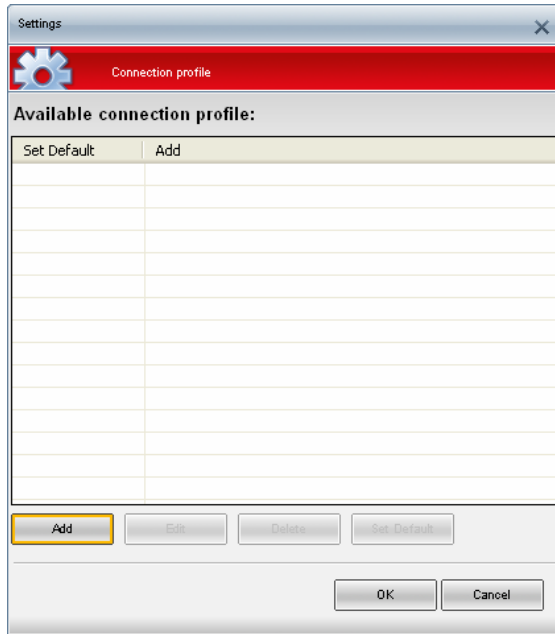 Settings
Connection profile
Available connection profile:
Set Default Add
Add Edit Delete Set Default
OK Cancel